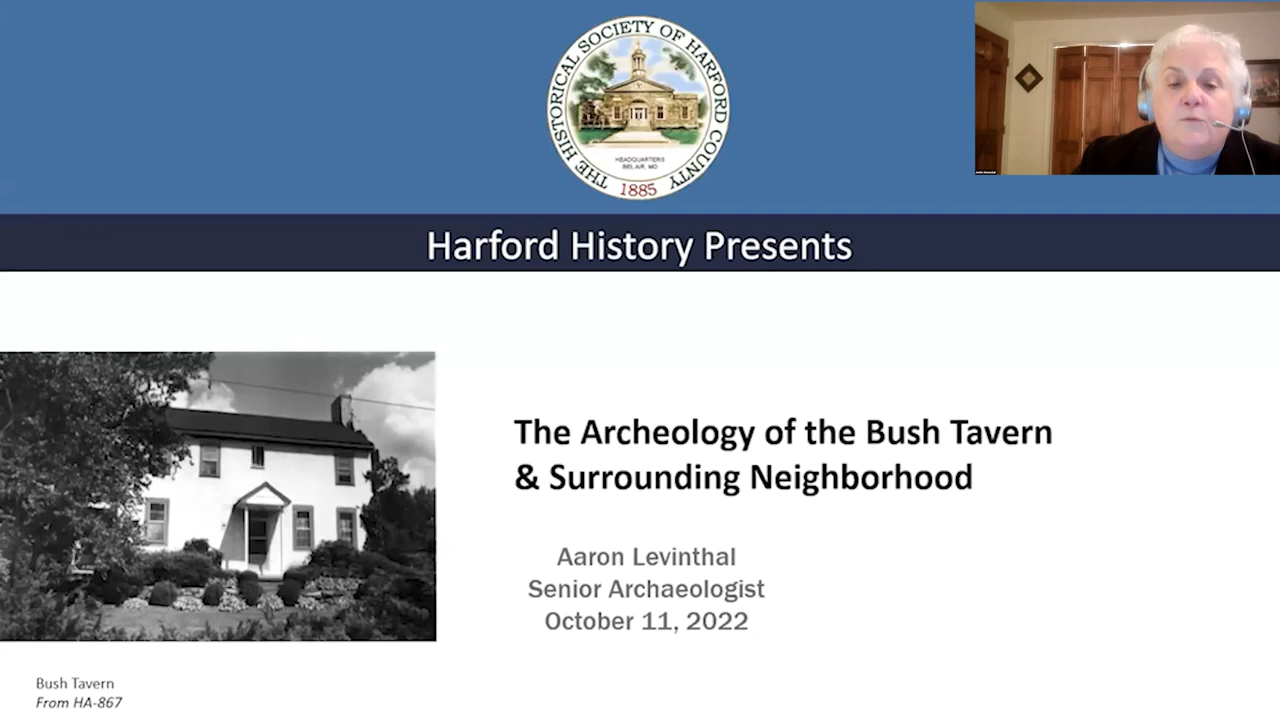 THE HISTORICAL SOCIETY OF HARFORD COUNTY
HEADQUARTERS
BEL AIR, MD
1885
Harford History Presents
The Archeology of the Bush Tavern
& Surrounding Neighborhood
Aaron Levinthal
Senior Archaeologist
October 11, 2022
Bush Tavern
From HA-867